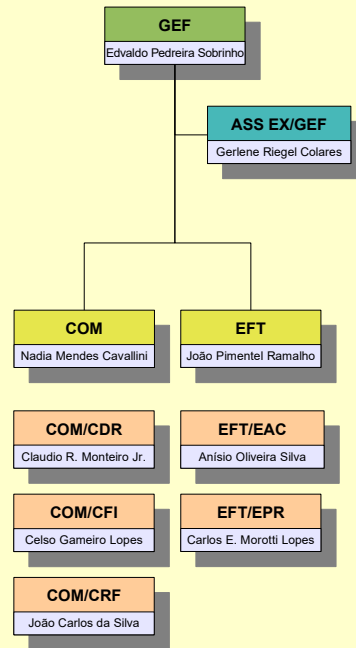 GEF
Edvaldo Pedreira Sobrinho
ASS EX/GEF
Gerlene Riegel Colares
COM
Nadia Mendes Cavallini
EFT
João Pimentel Ramalho
COM/CDR
Claudio R. Monteiro Jr.
EFT/EAC
Anísio Oliveira Silva
COM/CFI
Celso Gameiro Lopes
EFT/EPR
Carlos E. Morotti Lopes
COM/CRF
João Carlos da Silva